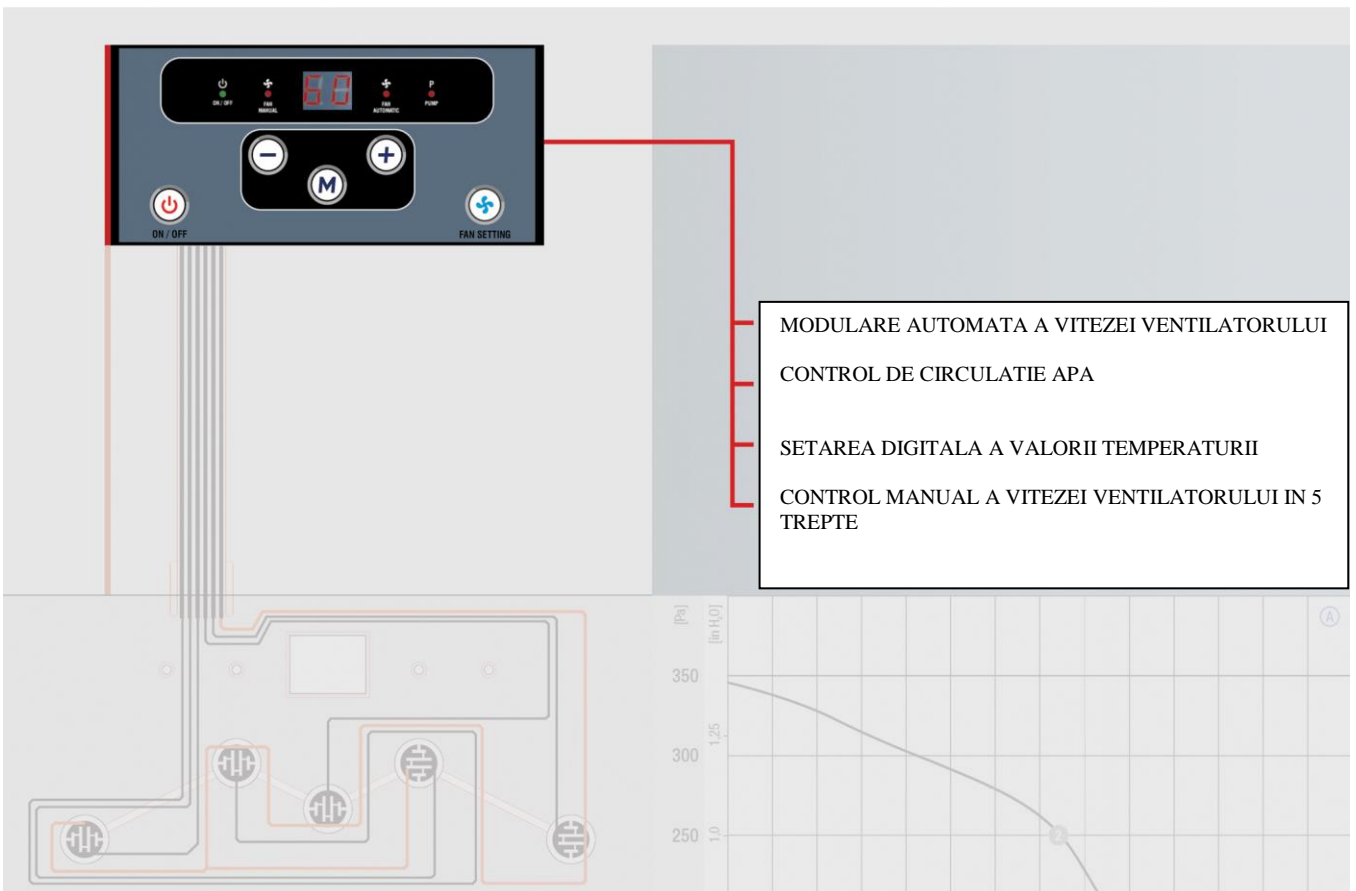 ON / OFF
FAN
MANUAL
60
FAN
AUTOMATIC
P
PUMP
−
+
M
ON / OFF
FAN SETTING
MODULARE AUTOMATA A VITEZEI VENTILATORULUI
CONTROL DE CIRCULATIE APA
SETAREA DIGITALA A VALORII TEMPERATURII
CONTROL MANUAL A VITEZEI VENTILATORULUI IN 5
TREPTE
[Pa]
[in H₂O]
A
350
1,25
300
250
1,0
2